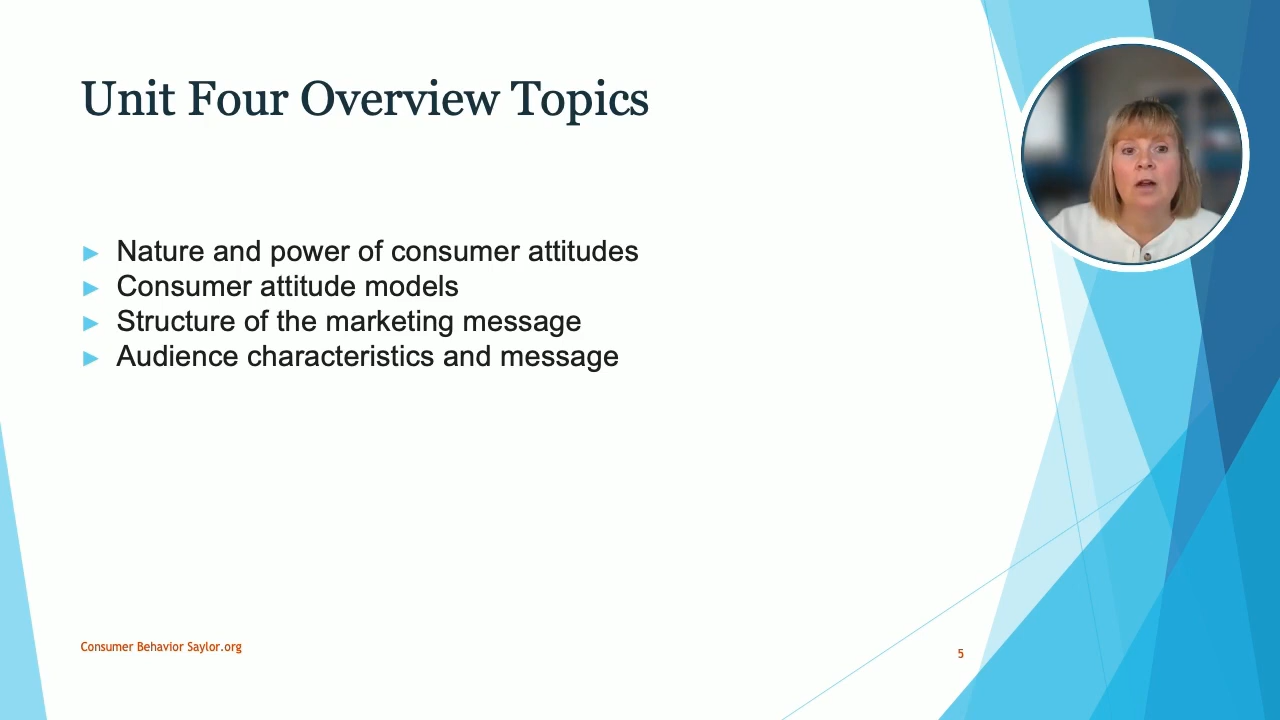 Unit Four Overview Topics
► Nature and power of consumer attitudes
► Consumer attitude models
► Structure of the marketing message
► Audience characteristics and message
Consumer Behavior Saylor.org
5